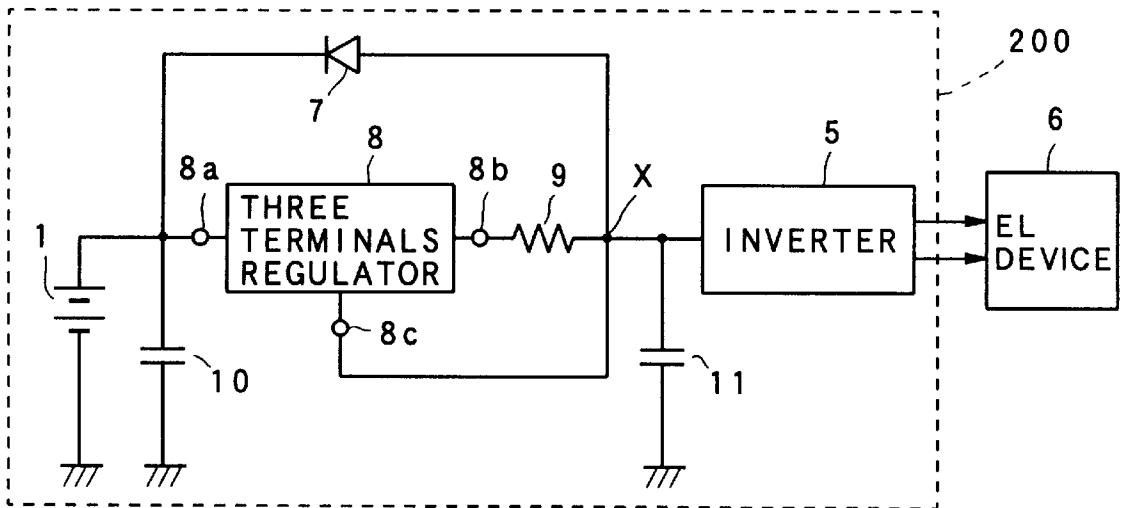 200
7
6
5
8a
8
8b
9
X
THREE
TERMINALS
REGULATOR
INVERTER
EL
DEVICE
1
8c
10
11